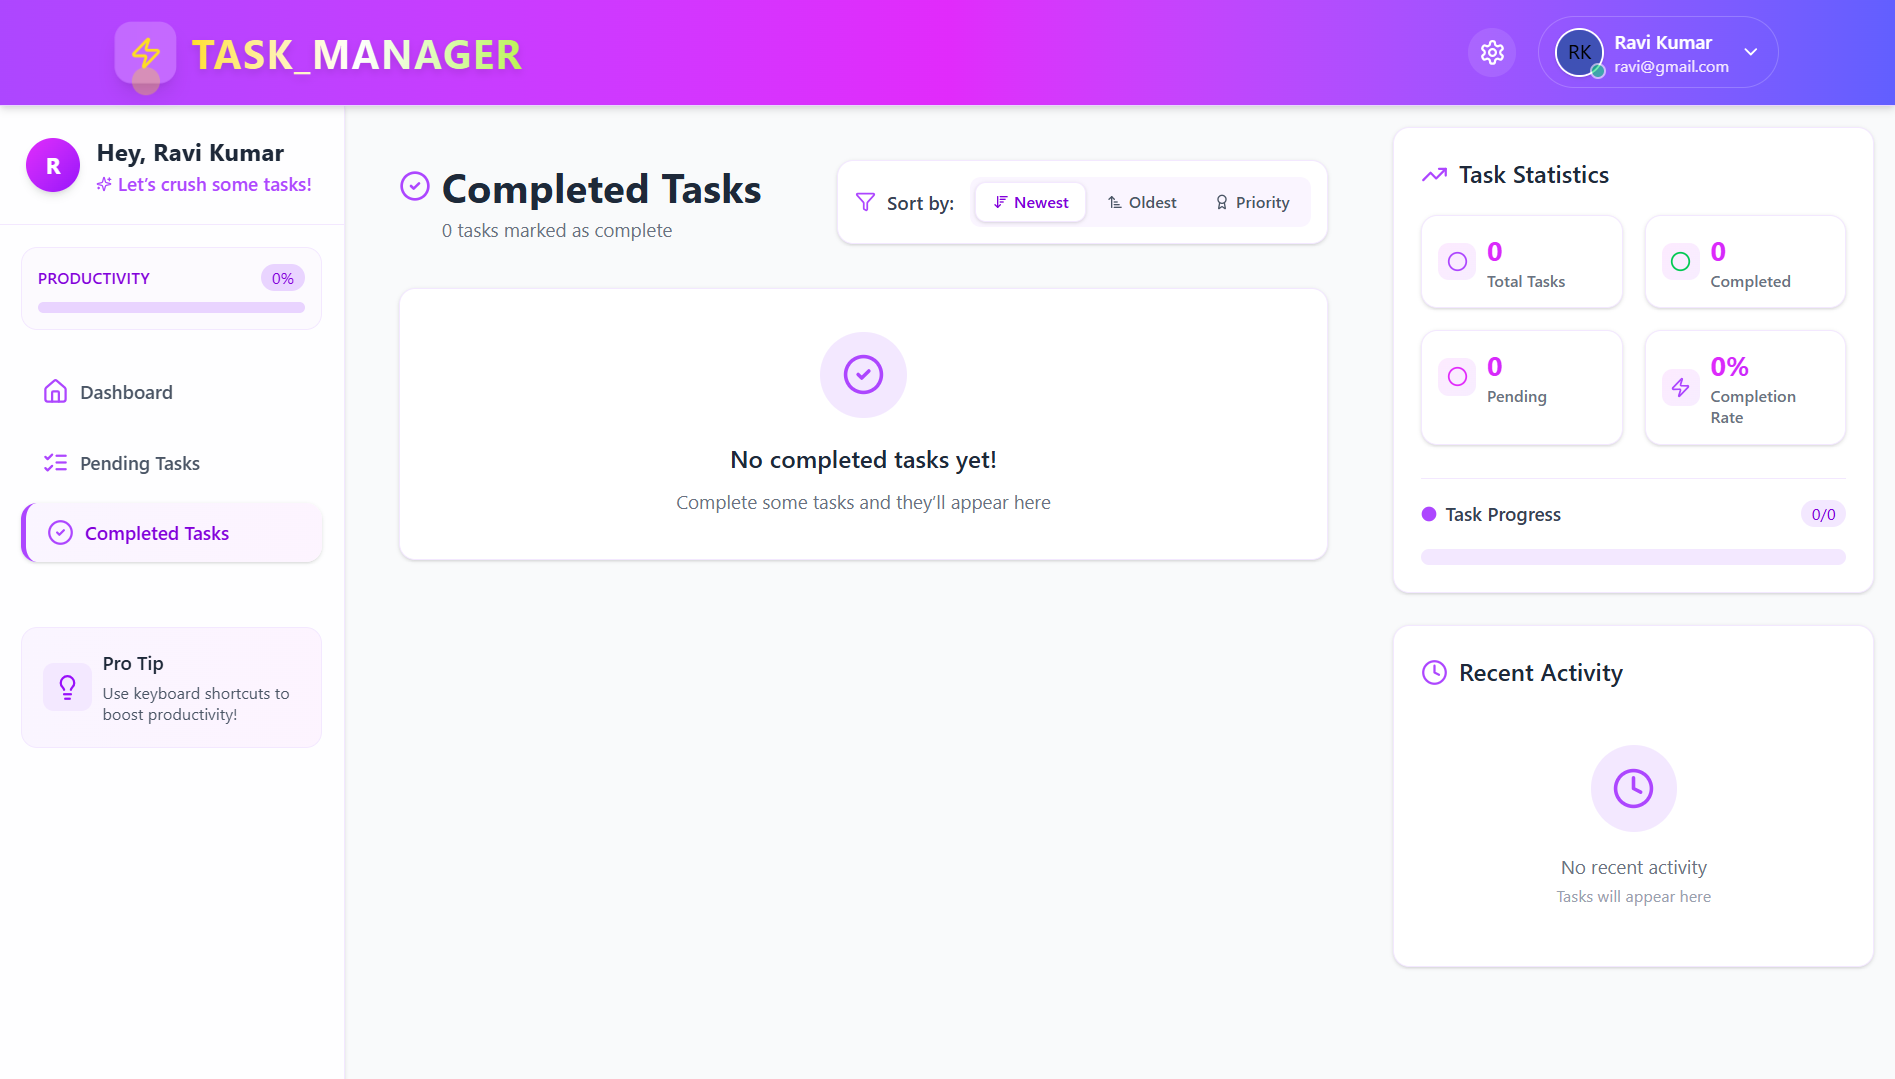 TASK_MANAGER
RK
Ravi Kumar
ravi@gmail.com
R
Hey, Ravi Kumar
Let's crush some tasks!
PRODUCTIVITY
0%
Dashboard
Pending Tasks
Completed Tasks
Pro Tip
Use keyboard shortcuts to
boost productivity!
Completed Tasks
0 tasks marked as complete
Sort by:
Newest
Oldest
Priority
No completed tasks yet!
Complete some tasks and they'll appear here
Task Statistics
0
Total Tasks
0
Completed
0
Pending
0%
Completion
Rate
Task Progress
0/0
Recent Activity
No recent activity
Tasks will appear here